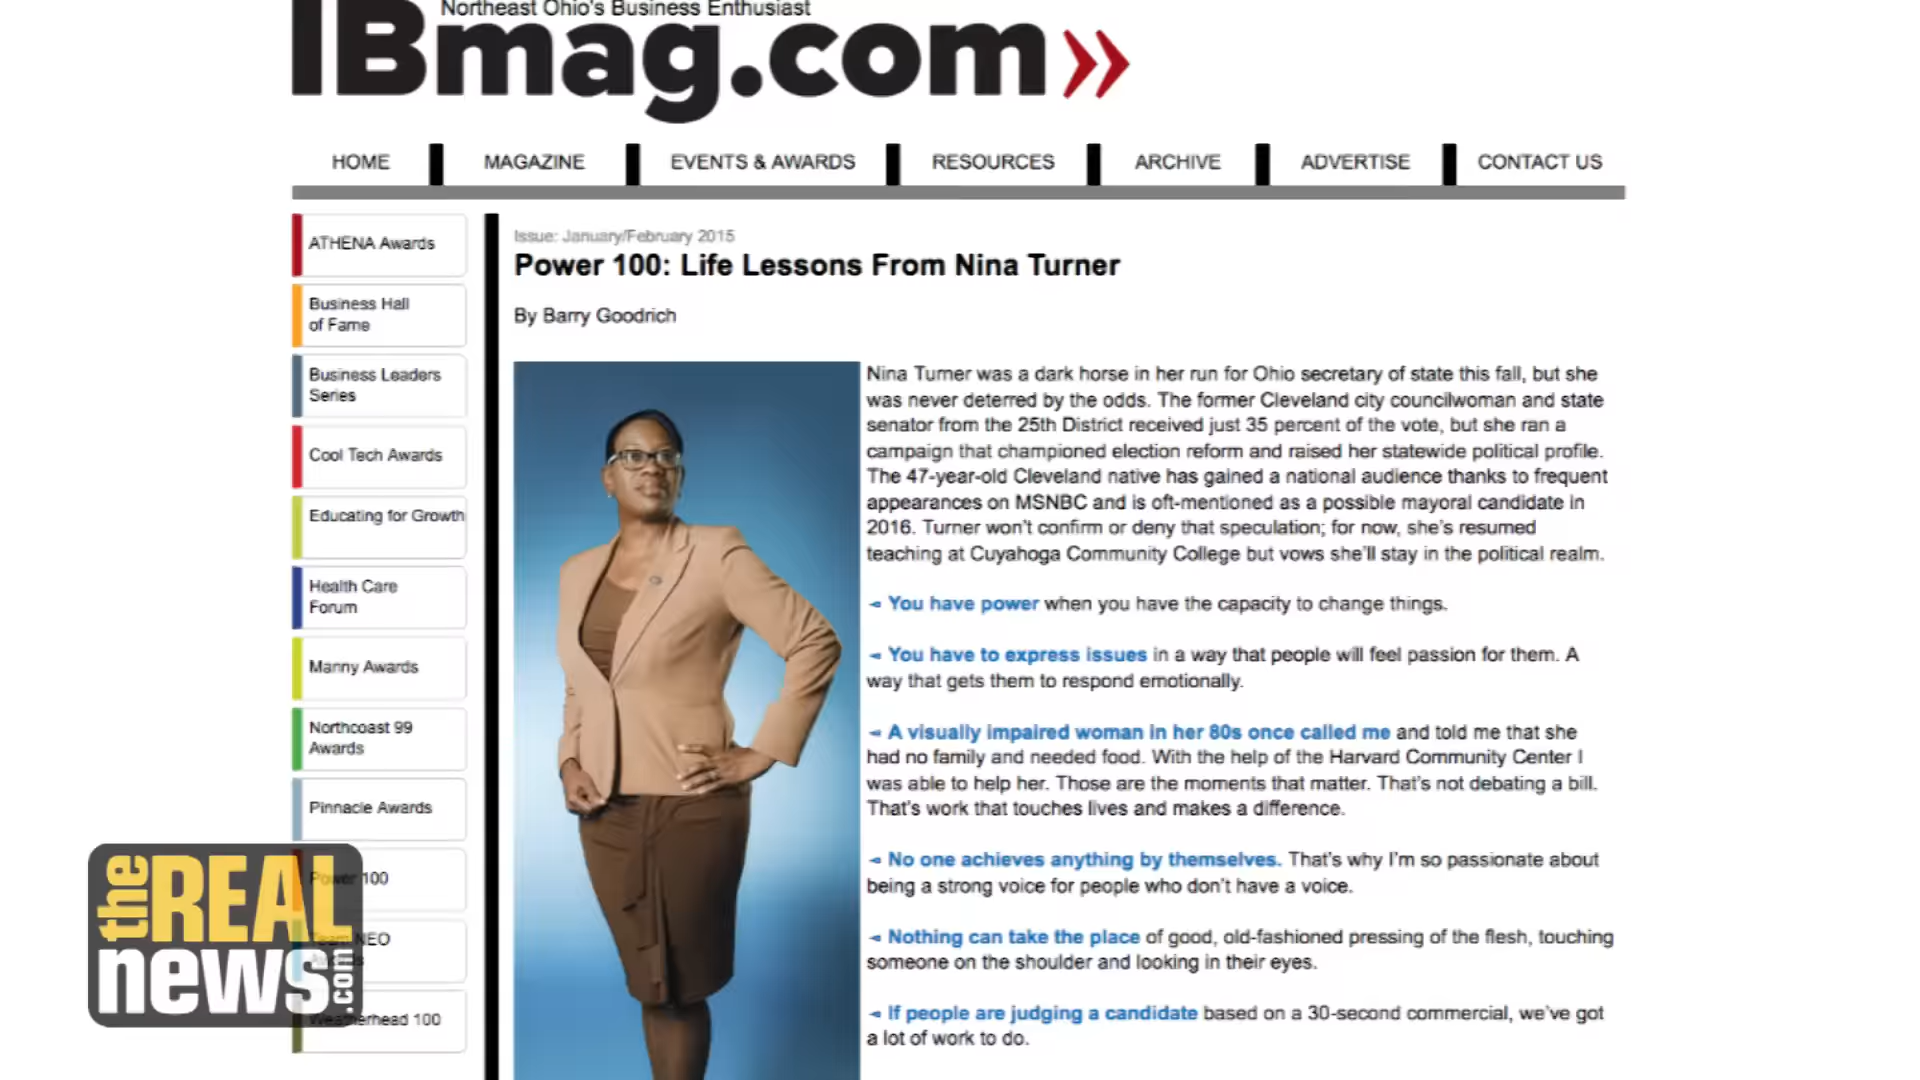 Northeast Ohio's Business Enthusiast
IBmag.com
HOME
MAGAZINE
EVENTS & AWARDS
RESOURCES
ARCHIVE
ADVERTISE
CONTACT US
ATHENA Awards
Business Hall
of Fame
Business Leaders
Series
Cool Tech Awards
Educating for Growth
Health Care
Forum
Manny Awards
Northcoast 99
Awards
Pinnacle Awards
Power 100
Team NEO
Awards
Weatherhead 100
Issue: January/February 2015
Power 100: Life Lessons From Nina Turner
By Barry Goodrich
Nina Turner was a dark horse in her run for Ohio secretary of state this fall, but she
was never deterred by the odds. The former Cleveland city councilwoman and state
senator from the 25th District received just 35 percent of the vote, but she ran a
campaign that championed election reform and raised her statewide political profile.
The 47-year-old Cleveland native has gained a national audience thanks to frequent
appearances on MSNBC and is oft-mentioned as a possible mayoral candidate in
2016. Turner won't confirm or deny that speculation; for now, she's resumed
teaching at Cuyahoga Community College but vows she'll stay in the political realm.
You have power when you have the capacity to change things.
You have to express issues in a way that people will feel passion for them. A
way that gets them to respond emotionally.
A visually impaired woman in her 80s once called me and told me that she
had no family and needed food. With the help of the Harvard Community Center I
was able to help her. Those are the moments that matter. That's not debating a bill.
That's work that touches lives and makes a difference.
No one achieves anything by themselves. That's why I'm so passionate about
being a strong voice for people who don't have a voice.
Nothing can take the place of good, old-fashioned pressing of the flesh, touching
someone on the shoulder and looking in their eyes.
If people are judging a candidate based on a 30-second commercial, we've got
a lot of work to do.
the REAL
news.com